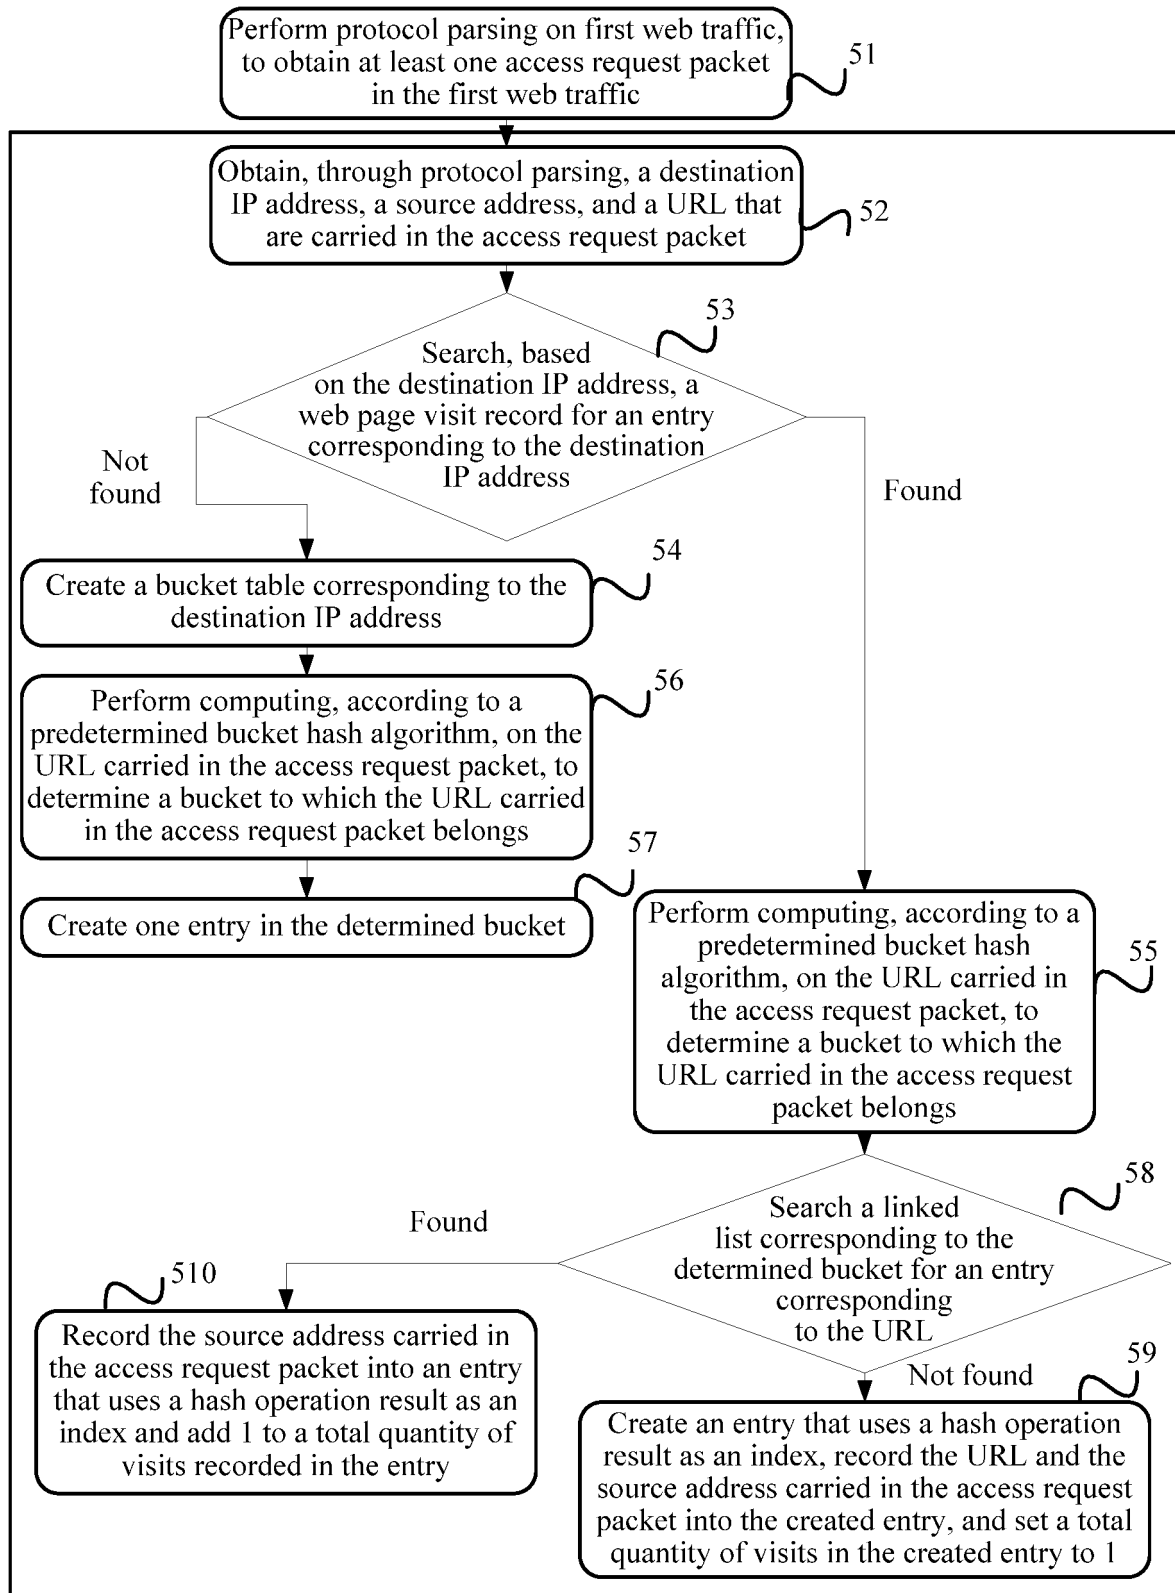 Perform protocol parsing on first web traffic,
to obtain at least one access request packet
in the first web traffic
51
Obtain, through protocol parsing, a destination
IP address, a source address, and a URL that
are carried in the access request packet
52
53
Search, based
on the destination IP address, a
web page visit record for an entry
corresponding to the destination
IP address
Not
found
Found
54
Create a bucket table corresponding to the
destination IP address
56
Perform computing, according to a
predetermined bucket hash algorithm, on the
URL carried in the access request packet, to
determine a bucket to which the URL carried
in the access request packet belongs
57
Create one entry in the determined bucket
55
Perform computing, according to a
predetermined bucket hash
algorithm, on the URL carried in
the access request packet, to
determine a bucket to which the
URL carried in the access request
packet belongs
58
Search a linked
list corresponding to the
determined bucket for an entry
corresponding
to the URL
Found
510
Record the source address carried in
the access request packet into an entry
that uses a hash operation result as an
index and add 1 to a total quantity of
visits recorded in the entry
Not found
59
Create an entry that uses a hash operation
result as an index, record the URL and the
source address carried in the access request
packet into the created entry, and set a total
quantity of visits in the created entry to 1